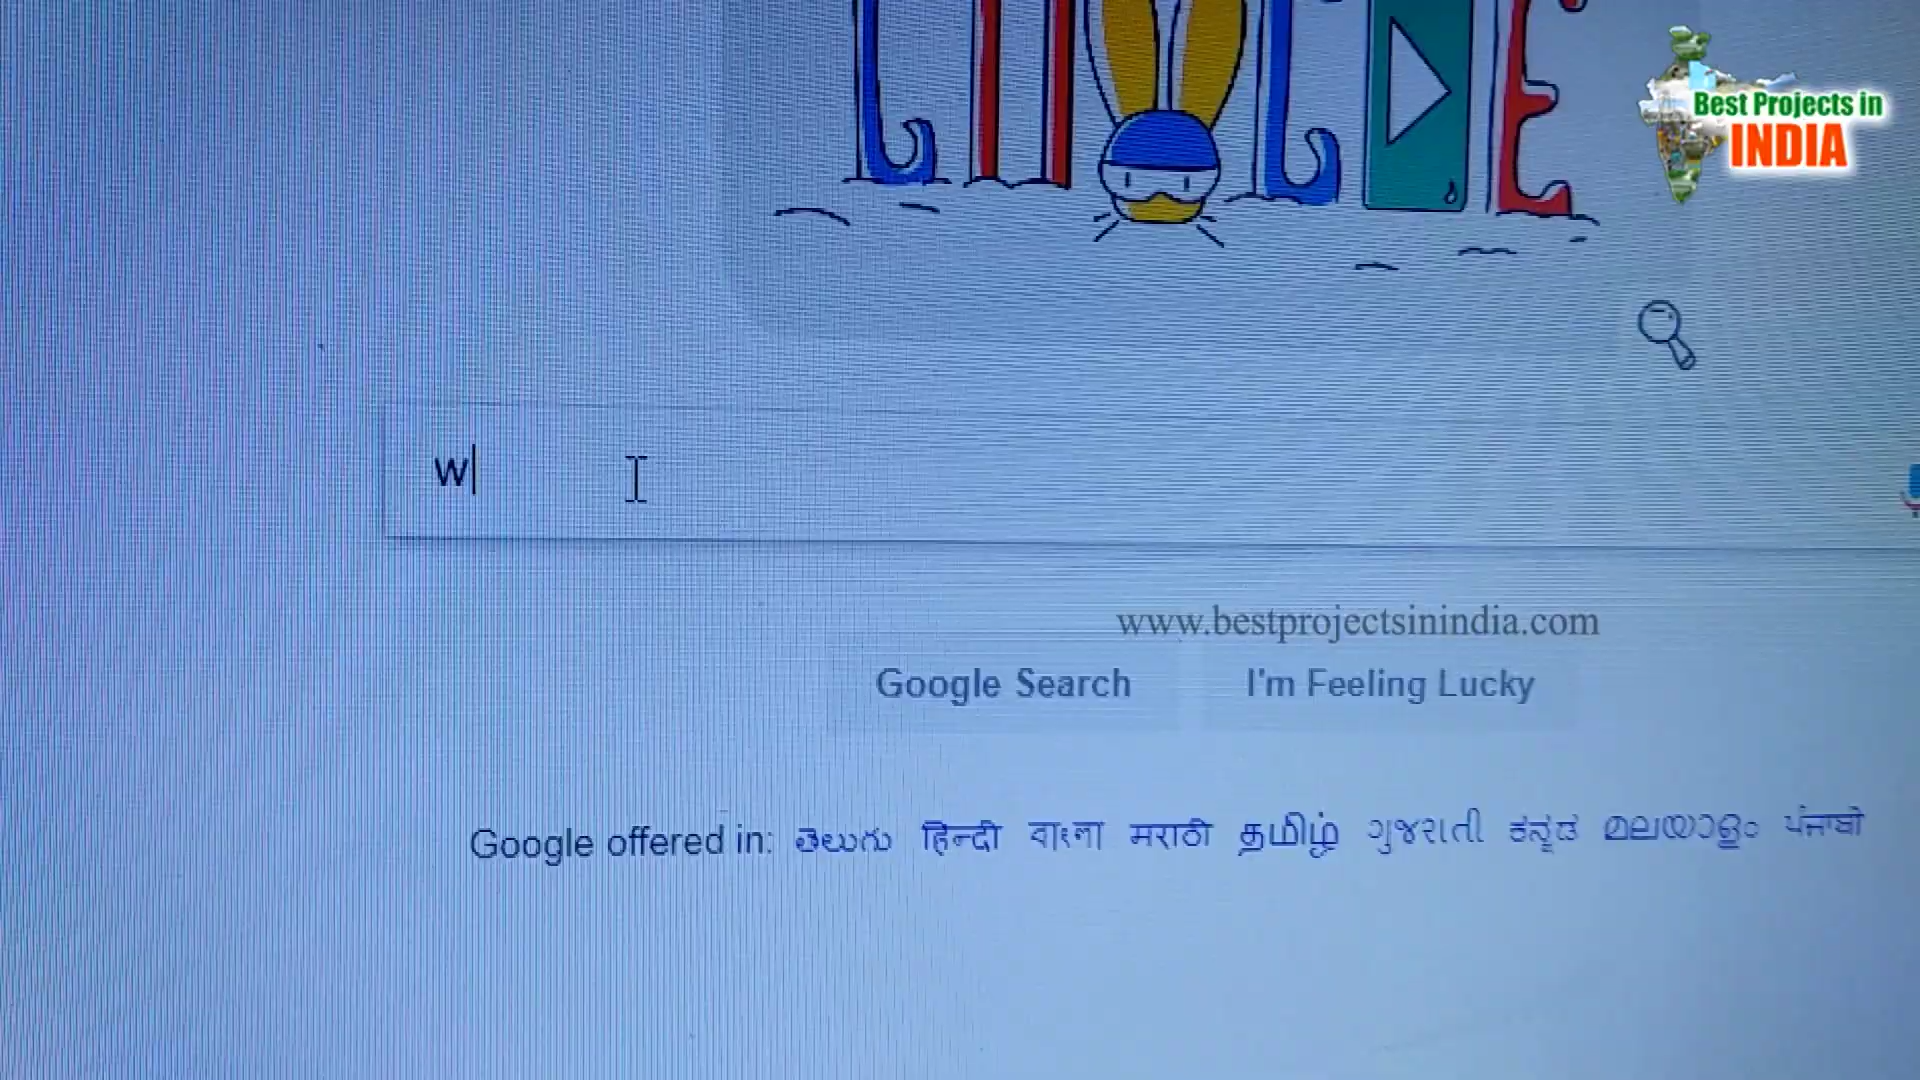 Best Projects in
INDIA
w
www.bestprojectsinindia.com
Google Search I'm Feeling Lucky
Google offered in: తెలుగు हिन्दी বাংলা मराठी தமிழ் ગુજરાતી ಕನ್ನಡ മലയാളം ਪੰਜਾਬੀ